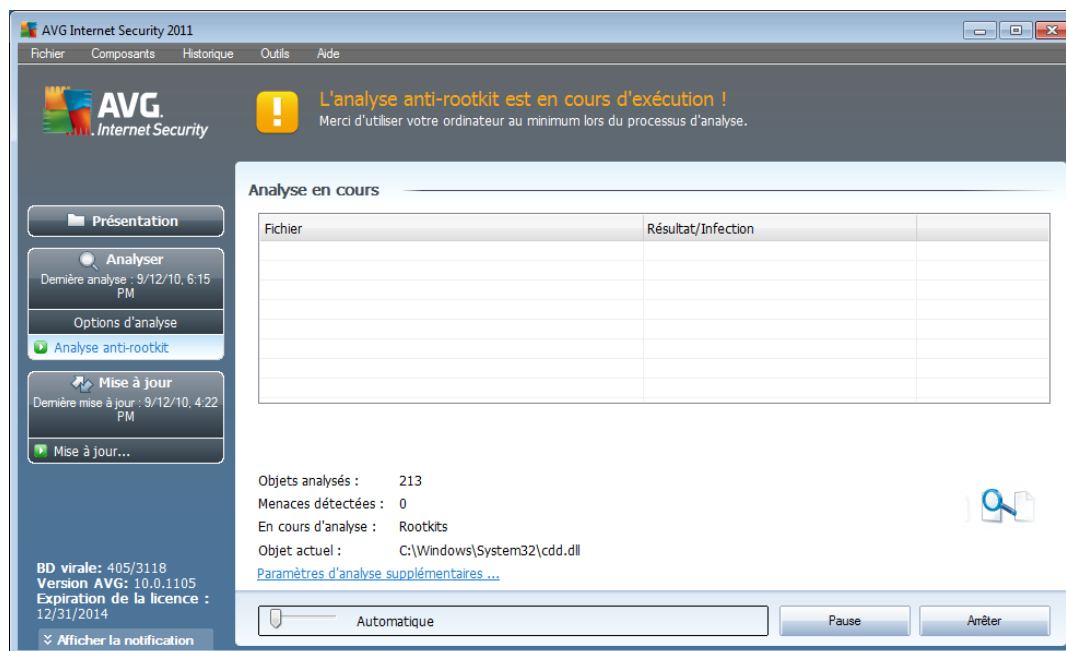 AVG Internet Security 2011
Fichier Composants Historique Outils Aide
AVG.
Internet Security
L'analyse anti-rootkit est en cours d'exécution !
Merci d'utiliser votre ordinateur au minimum lors du processus d'analyse.
Présentation
Analyser
Dernière analyse : 9/12/10, 6:15
PM
Options d'analyse
Analyse anti-rootkit
Mise à jour
Dernière mise à jour : 9/12/10, 4:22
PM
Mise à jour...
BD virale: 405/3118
Version AVG: 10.0.1105
Expiration de la licence :
12/31/2014
Afficher la notification
Analyse en cours
Fichier Résultat/Infection
Objets analysés : 213
Menaces détectées : 0
En cours d'analyse : Rootkits
Objet actuel : C:\Windows\System32\cdd.dll
Paramètres d'analyse supplémentaires ...
Automatique
Pause
Arrêter